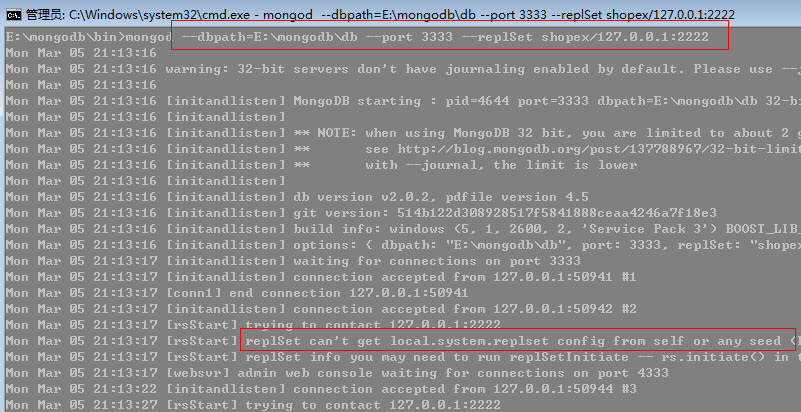 管理员: C:\Windows\system32\cmd.exe - mongod --dbpath=E:\mongodb\db --port 3333 --replSet shopex/127.0.0.1:2222
E:\mongodb\bin>mongod --dbpath=E:\mongodb\db --port 3333 --replSet shopex/127.0.0.1:2222
Mon Mar 05 21:13:16
Mon Mar 05 21:13:16 warning: 32-bit servers don't have journaling enabled by default. Please use --j
Mon Mar 05 21:13:16
Mon Mar 05 21:13:16 [initandlisten] MongoDB starting : pid=4644 port=3333 dbpath=E:\mongodb\db 32-bi
Mon Mar 05 21:13:16 [initandlisten]
Mon Mar 05 21:13:16 [initandlisten] ** NOTE: when using MongoDB 32 bit, you are limited to about 2 g
Mon Mar 05 21:13:16 [initandlisten] **       see http://blog.mongodb.org/post/137788967/32-bit-limit
Mon Mar 05 21:13:16 [initandlisten] **       with --journal, the limit is lower
Mon Mar 05 21:13:16 [initandlisten]
Mon Mar 05 21:13:16 [initandlisten] db version v2.0.2, pdfile version 4.5
Mon Mar 05 21:13:16 [initandlisten] git version: 514b122d308928517f5841888ceaa4246a7f18e3
Mon Mar 05 21:13:16 [initandlisten] build info: windows (5, 1, 2600, 2, 'Service Pack 3') BOOST_LIB_
Mon Mar 05 21:13:16 [initandlisten] options: { dbpath: "E:\mongodb\db", port: 3333, replSet: "shopex
Mon Mar 05 21:13:17 [initandlisten] waiting for connections on port 3333
Mon Mar 05 21:13:17 [initandlisten] connection accepted from 127.0.0.1:50941 #1
Mon Mar 05 21:13:17 [conn1] end connection 127.0.0.1:50941
Mon Mar 05 21:13:17 [initandlisten] connection accepted from 127.0.0.1:50942 #2
Mon Mar 05 21:13:17 [rsStart] trying to contact 127.0.0.1:2222
Mon Mar 05 21:13:17 [rsStart] replSet can't get local.system.replset config from self or any seed (
Mon Mar 05 21:13:17 [rsStart] replSet info you may need to run replSetInitiate -- rs.initiate() in t
Mon Mar 05 21:13:17 [websvr] admin web console waiting for connections on port 4333
Mon Mar 05 21:13:22 [initandlisten] connection accepted from 127.0.0.1:50944 #3
Mon Mar 05 21:13:27 [rsStart] trying to contact 127.0.0.1:2222